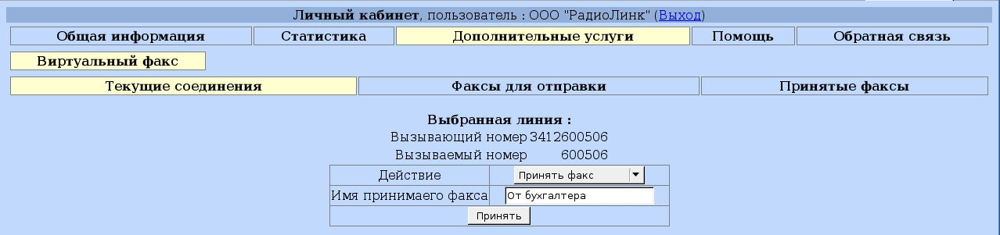 Личный кабинет, пользователь : ООО "РадиоЛинк" (Выход)
Общая информация Статистика Дополнительные услуги Помощь Обратная связь
Виртуальный факс
Текущие соединения Факсы для отправки Принятые факсы
Выбранная линия :
Вызывающий номер 3412600506
Вызываемый номер 600506
Действие Принять факс
Имя принимаего факса От бухгалтера
Принять